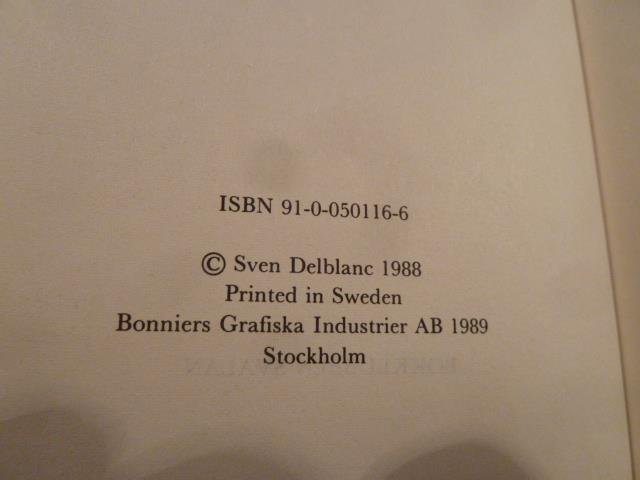 ISBN 91-0-050116-6
© Sven Delblanc 1988
Printed in Sweden
Bonniers Grafiska Industrier AB 1989
Stockholm